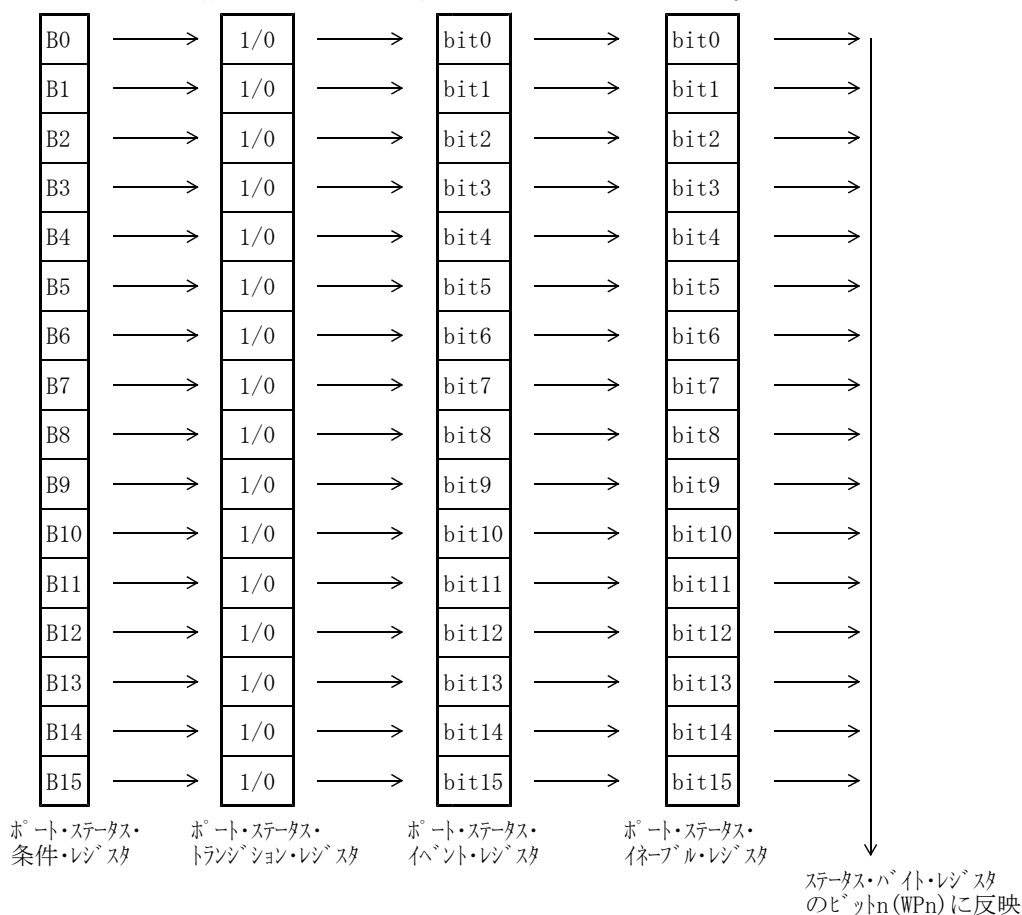 B0 1/0 bit0 bit0
B1 1/0 bit1 bit1
B2 1/0 bit2 bit2
B3 1/0 bit3 bit3
B4 1/0 bit4 bit4
B5 1/0 bit5 bit5
B6 1/0 bit6 bit6
B7 1/0 bit7 bit7
B8 1/0 bit8 bit8
B9 1/0 bit9 bit9
B10 1/0 bit10 bit10
B11 1/0 bit11 bit11
B12 1/0 bit12 bit12
B13 1/0 bit13 bit13
B14 1/0 bit14 bit14
B15 1/0 bit15 bit15
ﾎﾟｰﾄ・ｽﾃｰﾀｽ・
条件・ﾚｼﾞｽﾀ
ﾎﾟｰﾄ・ｽﾃｰﾀｽ・
ﾄﾗﾝｼﾞｼｮﾝ・ﾚｼﾞｽﾀ
ﾎﾟｰﾄ・ｽﾃｰﾀｽ・
ｲﾍﾞﾝﾄ・ﾚｼﾞｽﾀ
ﾎﾟｰﾄ・ｽﾃｰﾀｽ・
ｲﾈｰﾌﾞﾙ・ﾚｼﾞｽﾀ
ｽﾃｰﾀｽ・ﾊﾞｲﾄ・ﾚｼﾞｽﾀ
のﾋﾞｯﾄn(WPn)に反映